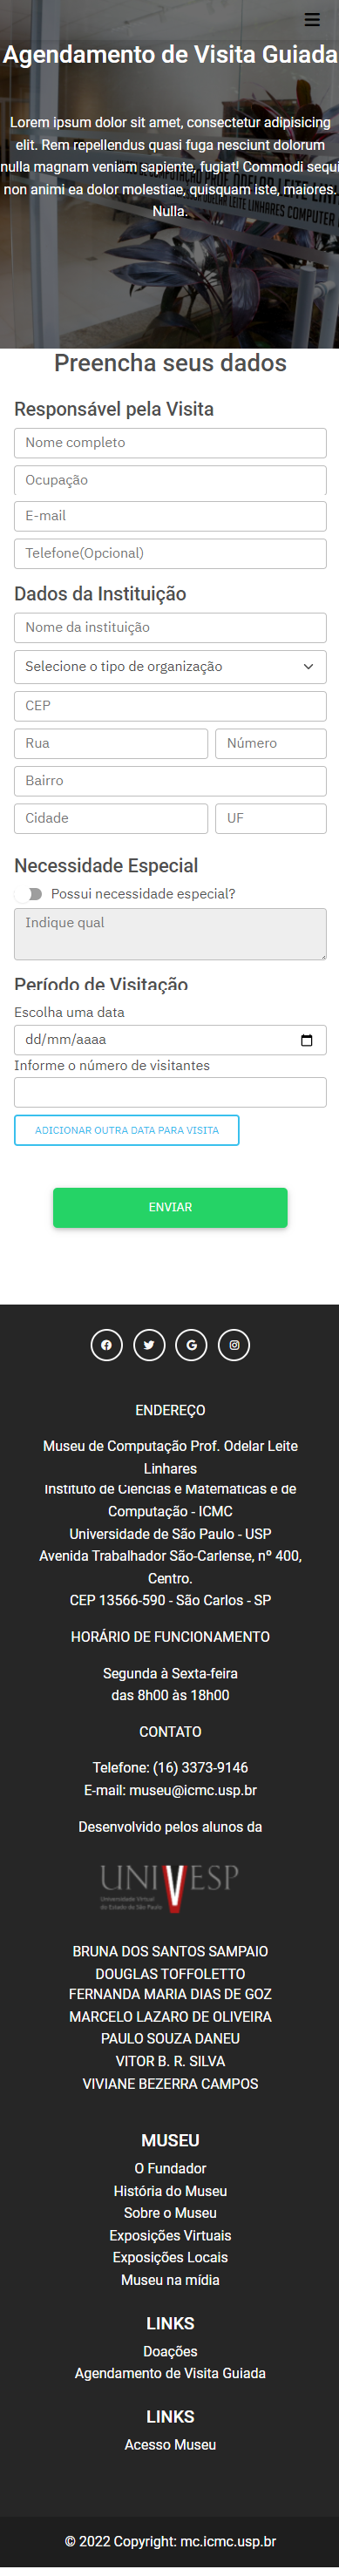 Agendamento de Visita Guiada
Lorem ipsum dolor sit amet, consectetur adipisicing
elit. Rem repellendus quasi fuga nesciunt dolorum
nulla magnam veniam sapiente, fugiat! Commodi sequi
non animi ea dolor molestiae, quisquam iste, maiores.
Nulla.
COMPUTAÇÃO PROF. ODELAR LEITE LIN
ODELAR LEITE LINHARES COMPUTER
Preencha seus dados
Responsável pela Visita
Nome completo
Ocupação
E-mail
Telefone(Opcional)
Dados da Instituição
Nome da instituição
Selecione o tipo de organização
CEP
Rua
Número
Bairro
Cidade
UF
Necessidade Especial
Possui necessidade especial?
Indique qual
Período de Visitação
Escolha uma data
dd/mm/aaaa
Informe o número de visitantes
ADICIONAR OUTRA DATA PARA VISITA
ENVIAR
ENDEREÇO
Museu de Computação Prof. Odelar Leite
Linhares
Instituto de Ciências e Matemáticas e de
Computação - ICMC
Universidade de São Paulo - USP
Avenida Trabalhador São-Carlense, nº 400,
Centro.
CEP 13566-590 - São Carlos - SP
HORÁRIO DE FUNCIONAMENTO
Segunda à Sexta-feira
das 8h00 às 18h00
CONTATO
Telefone: (16) 3373-9146
E-mail: museu@icmc.usp.br
Desenvolvido pelos alunos da
UNIVESP
Universidade Virtual
do Estado de São Paulo
BRUNA DOS SANTOS SAMPAIO
DOUGLAS TOFFOLETTO
FERNANDA MARIA DIAS DE GOZ
MARCELO LAZARO DE OLIVEIRA
PAULO SOUZA DANEU
VITOR B. R. SILVA
VIVIANE BEZERRA CAMPOS
MUSEU
O Fundador
História do Museu
Sobre o Museu
Exposições Virtuais
Exposições Locais
Museu na mídia
LINKS
Doações
Agendamento de Visita Guiada
LINKS
Acesso Museu
© 2022 Copyright: mc.icmc.usp.br